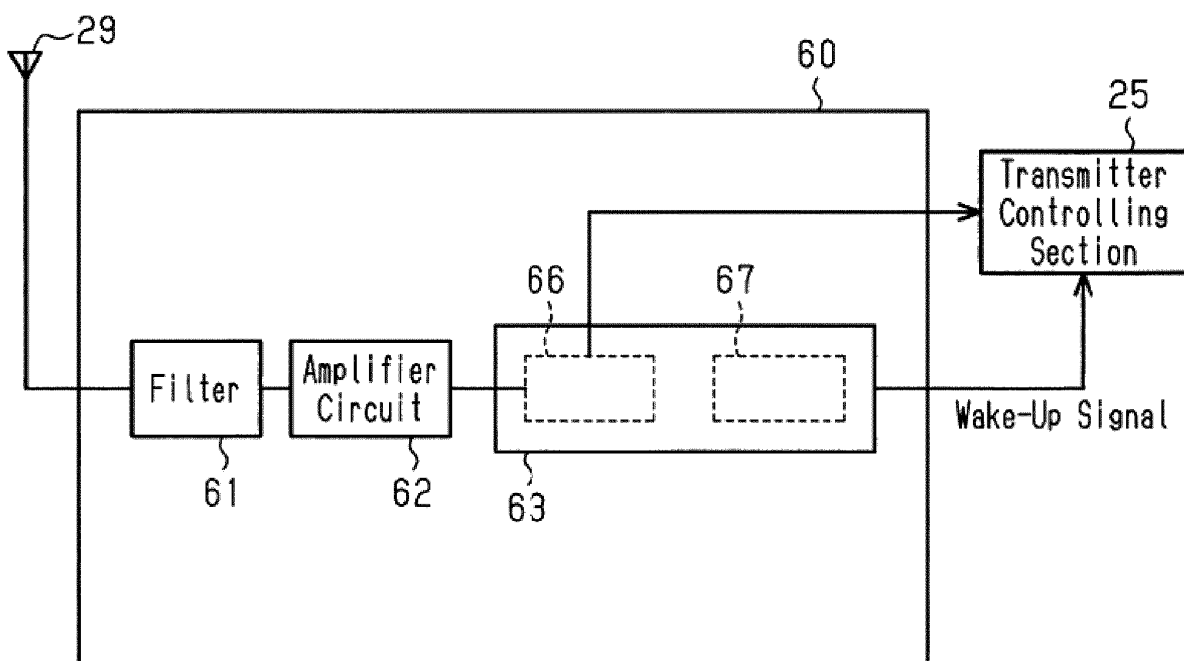 29
60
25
Transmitter
Controlling
Section
66
67
Filter
Amplifier
Circuit
Wake-Up Signal
61
62
63